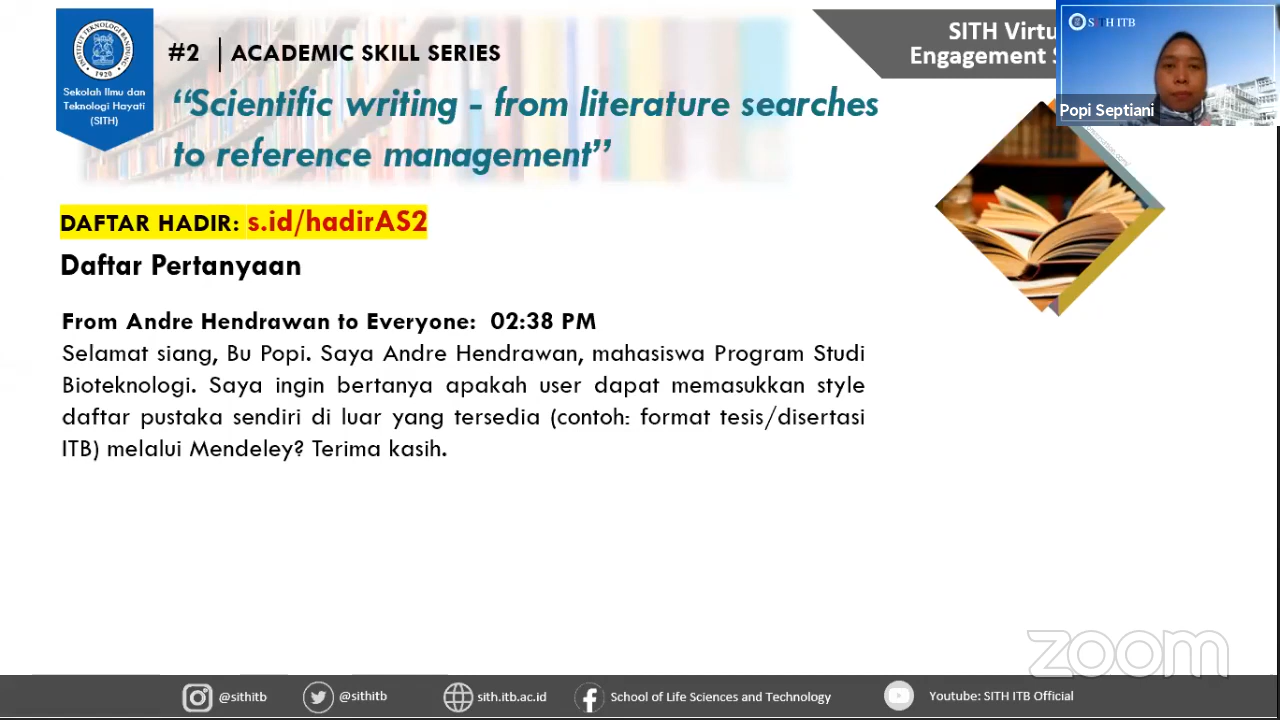 INSTITUT TEKNOLOGI BANDUNG
1920
Sekolah Ilmu dan
Teknologi Hayati
(SITH)
#2 | ACADEMIC SKILL SERIES
“Scientific writing - from literature searches
to reference management”
SITH Virtu
Engagement S
SITH ITB
Popi Septiani
DAFTAR HADIR: s.id/hadirAS2
Daftar Pertanyaan
From Andre Hendrawan to Everyone: 02:38 PM
Selamat siang, Bu Popi. Saya Andre Hendrawan, mahasiswa Program Studi
Bioteknologi. Saya ingin bertanya apakah user dapat memasukkan style
daftar pustaka sendiri di luar yang tersedia (contoh: format tesis/disertasi
ITB) melalui Mendeley? Terima kasih.
zoom
@sithitb
@sithitb
sith.itb.ac.id
School of Life Sciences and Technology
Youtube: SITH ITB Official